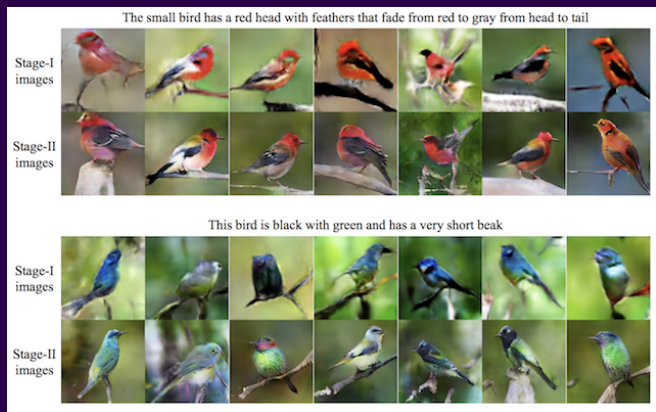 The small bird has a red head with feathers that fade from red to gray from head to tail
Stage-I
images
Stage-II
images
This bird is black with green and has a very short beak
Stage-I
images
Stage-II
images